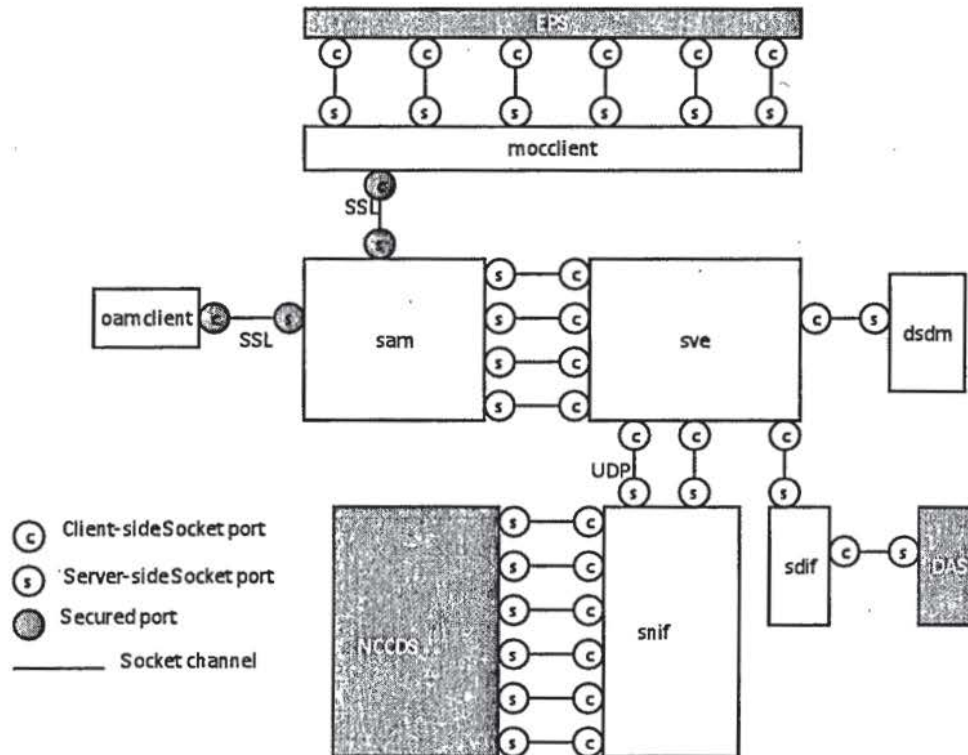 EPS
c c c c c c
s s s s s s
mocclient
c
SSL
s
oamclient
c
s
SSL
sam
s c
s c
s c
s c
sve
c s
dsdm
c c c
UDP
s s s
NCCDS
s c
s c
s c
s c
s c
s c
snif
sdif
c s
DAS
c Client-side Socket port
s Server-side Socket port
Secured port
Socket channel